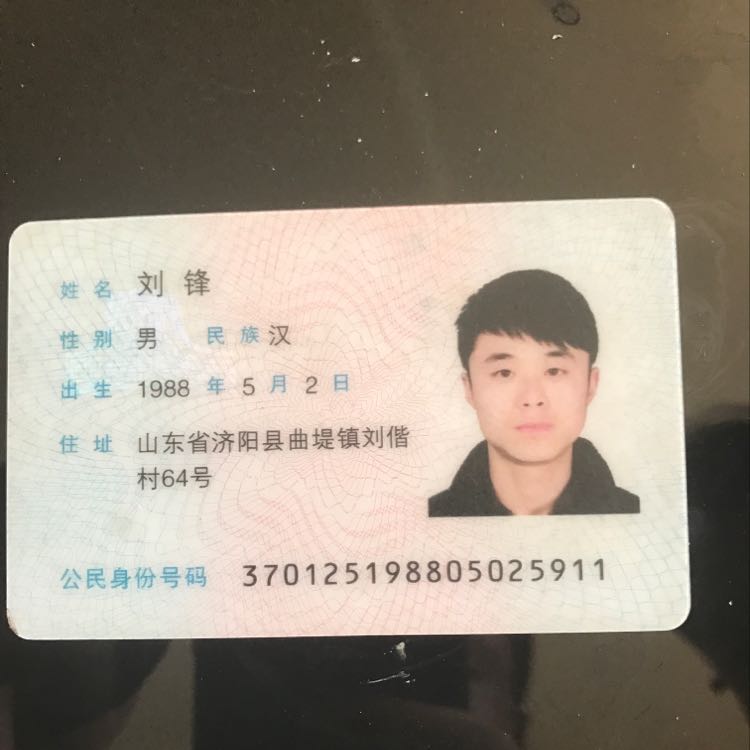 姓名 刘锋
性别 男 民族 汉
出生 1988 年 5 月 2 日
住址 山东省济阳县曲堤镇刘偕
村64号
公民身份号码 370125198805025911